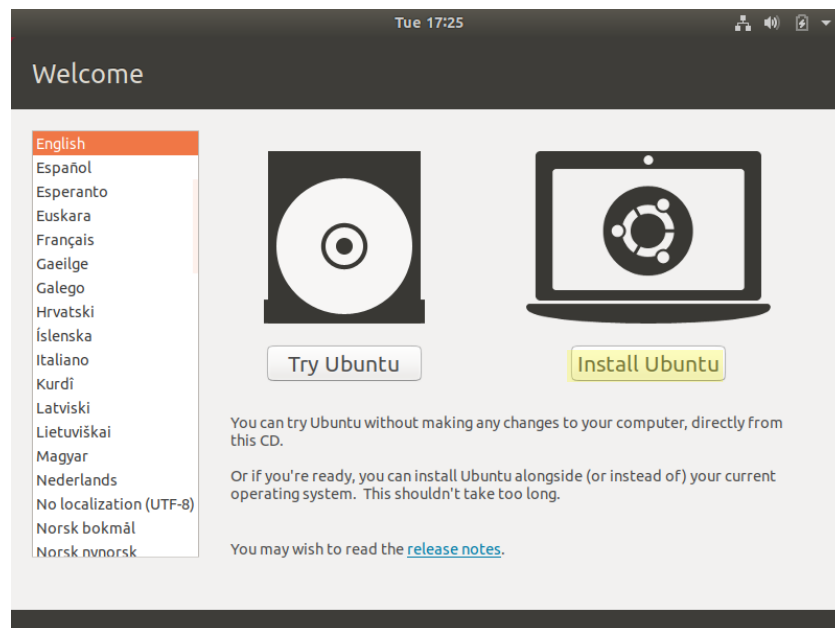 Tue 17:25
Welcome
English
Español
Esperanto
Euskara
Français
Gaeilge
Galego
Hrvatski
Íslenska
Italiano
Kurdî
Latviski
Lietuviškai
Magyar
Nederlands
No localization (UTF-8)
Norsk bokmål
Norsk nynorsk
Try Ubuntu
Install Ubuntu
You can try Ubuntu without making any changes to your computer, directly from
this CD.
Or if you're ready, you can install Ubuntu alongside (or instead of) your current
operating system. This shouldn't take too long.
You may wish to read the release notes.